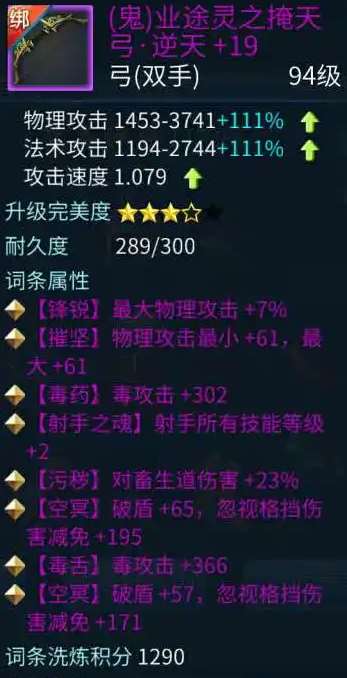 绑
(鬼)业途灵之掩天
弓·逆天 +19
弓(双手) 94级
物理攻击 1453-3741+111%
法术攻击 1194-2744+111%
攻击速度 1.079
升级完美度
耐久度 289/300
词条属性
【锋锐】最大物理攻击 +7%
【摧坚】物理攻击最小 +61，最
大 +61
【毒药】毒攻击 +302
【射手之魂】射手所有技能等级
+2
【污秽】对畜生道伤害 +23%
【空冥】破盾 +65，忽视格挡伤
害减免 +195
【毒舌】毒攻击 +366
【空冥】破盾 +57，忽视格挡伤
害减免 +171
词条洗炼积分 1290